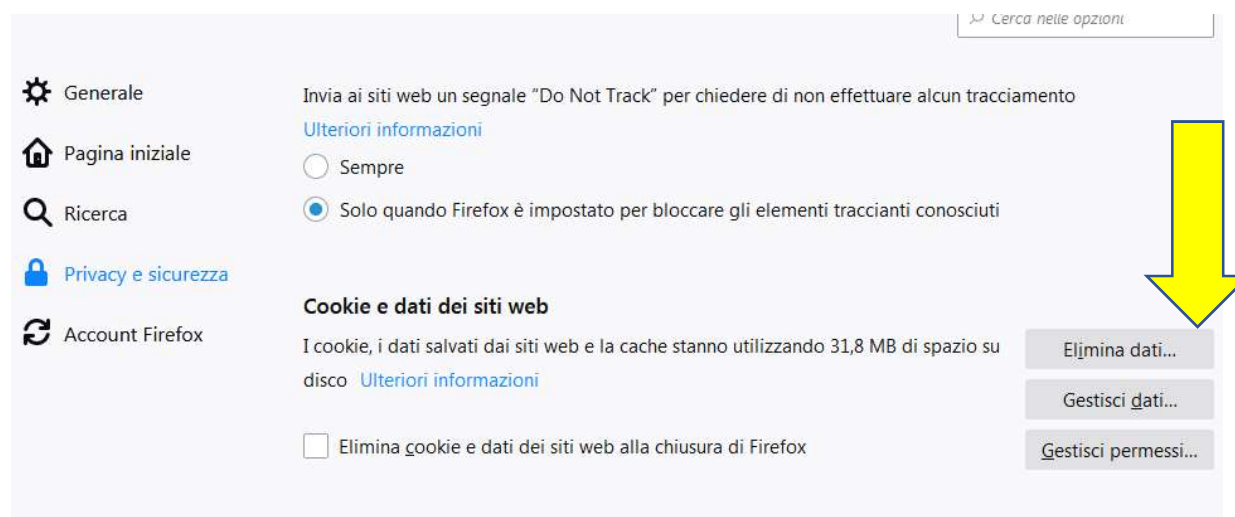 Cerca nelle opzioni
Generale
Pagina iniziale
Ricerca
Privacy e sicurezza
Account Firefox
Invia ai siti web un segnale “Do Not Track” per chiedere di non effettuare alcun tracciamento
Ulteriori informazioni
Sempre
Solo quando Firefox è impostato per bloccare gli elementi traccianti conosciuti
Cookie e dati dei siti web
I cookie, i dati salvati dai siti web e la cache stanno utilizzando 31,8 MB di spazio su
disco Ulteriori informazioni
Elimina cookie e dati dei siti web alla chiusura di Firefox
Elimina dati...
Gestisci dati...
Gestisci permessi...